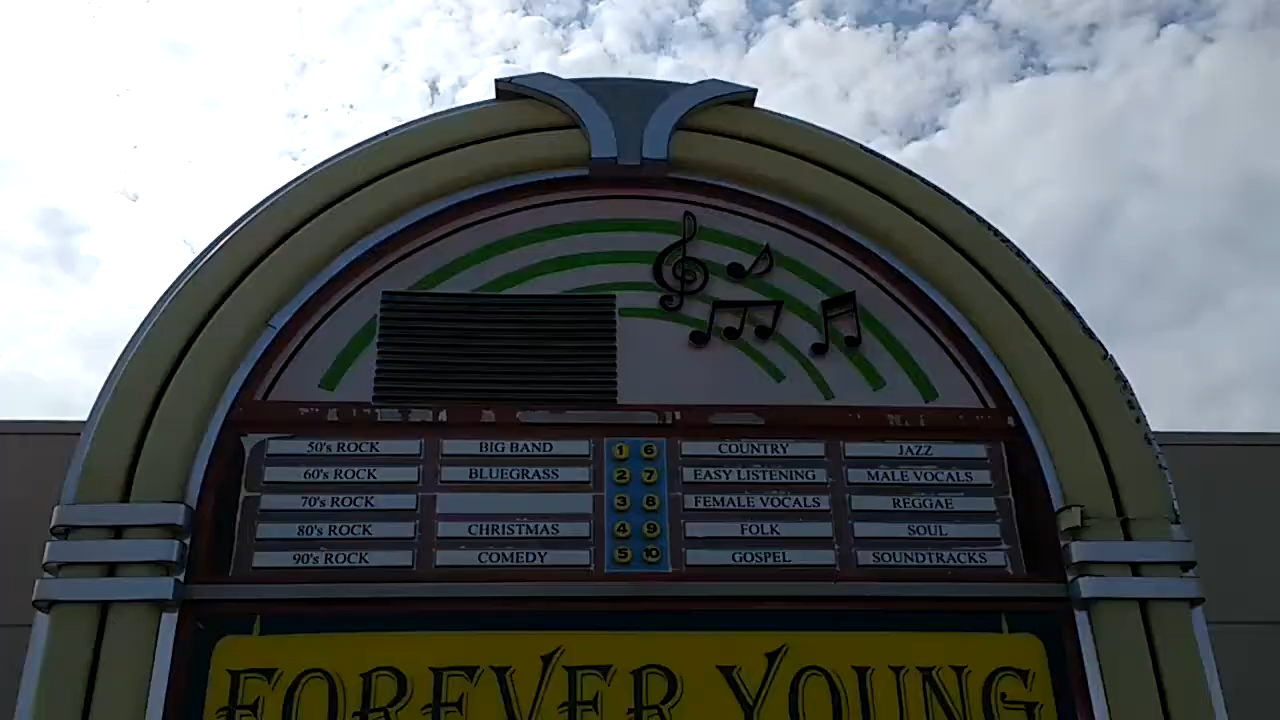 50's ROCK BIG BAND 1 6 COUNTRY JAZZ
60's ROCK BLUEGRASS 2 7 EASY LISTENING MALE VOCALS
70's ROCK 3 8 FEMALE VOCALS REGGAE
80's ROCK CHRISTMAS 4 9 FOLK SOUL
90's ROCK COMEDY 5 10 GOSPEL SOUNDTRACKS
FOREVER YOUNG